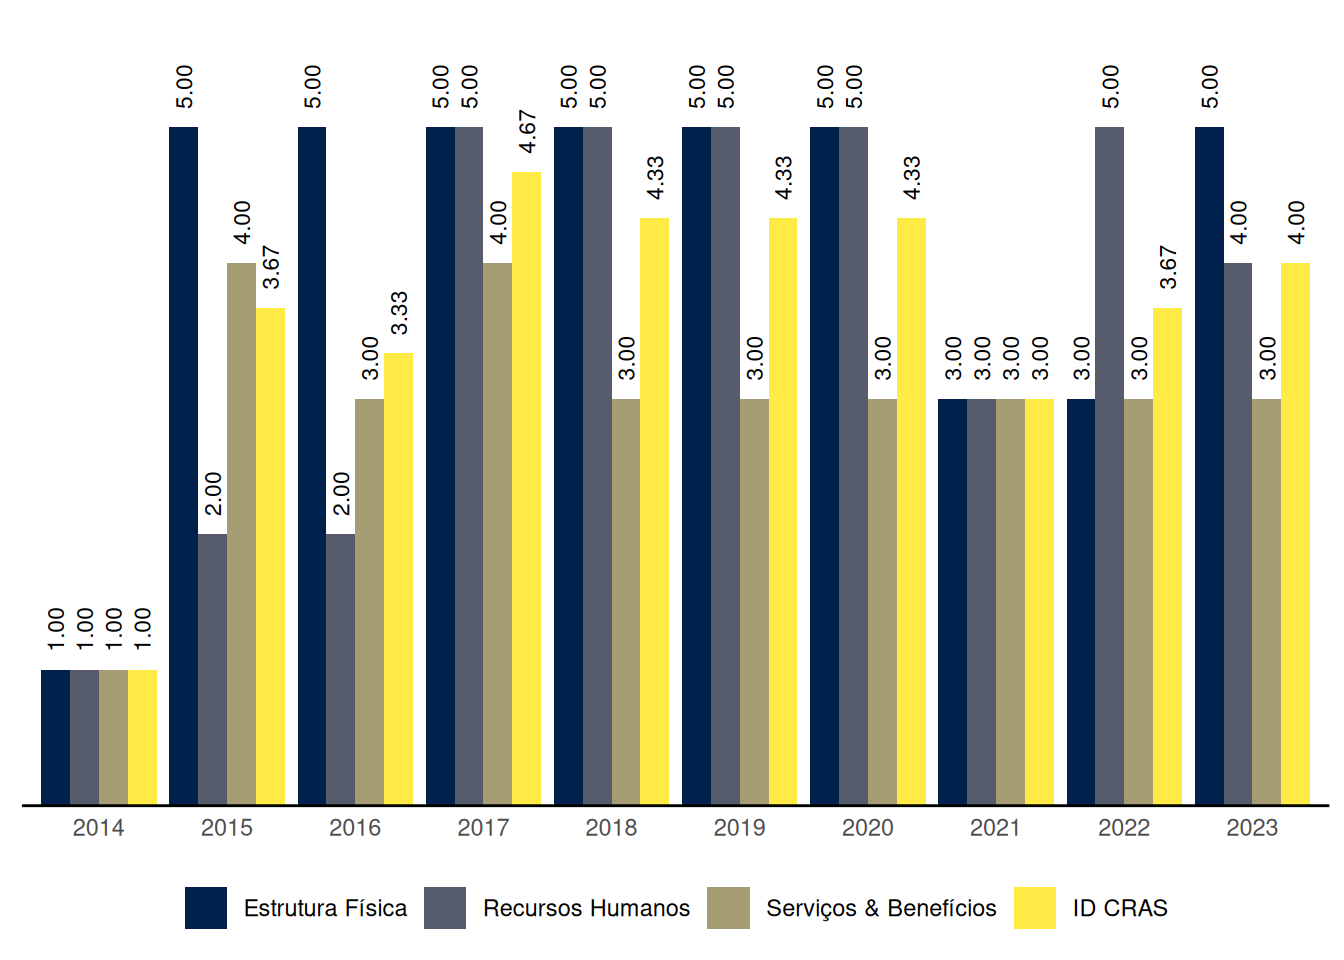 1.00 1.00 1.00 1.00
5.00 2.00 4.00 3.67
5.00 2.00 3.00 3.33
5.00 5.00 4.00 4.67
5.00 5.00 3.00 4.33
5.00 5.00 3.00 4.33
5.00 5.00 3.00 4.33
3.00 3.00 3.00 3.00
3.00 5.00 3.00 3.67
5.00 4.00 3.00 4.00
2014 2015 2016 2017 2018 2019 2020 2021 2022 2023
Estrutura Física Recursos Humanos Serviços & Benefícios ID CRAS